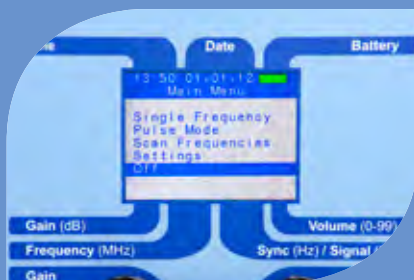 Date
Battery
13:50 01-01-12
Main Menu
Single Frequency
Pulse Mode
Scan Frequencies
Settings
Off
Gain (dB)
Volume (0-99)
Frequency (MHz)
Sync (Hz) / Signal
Gain